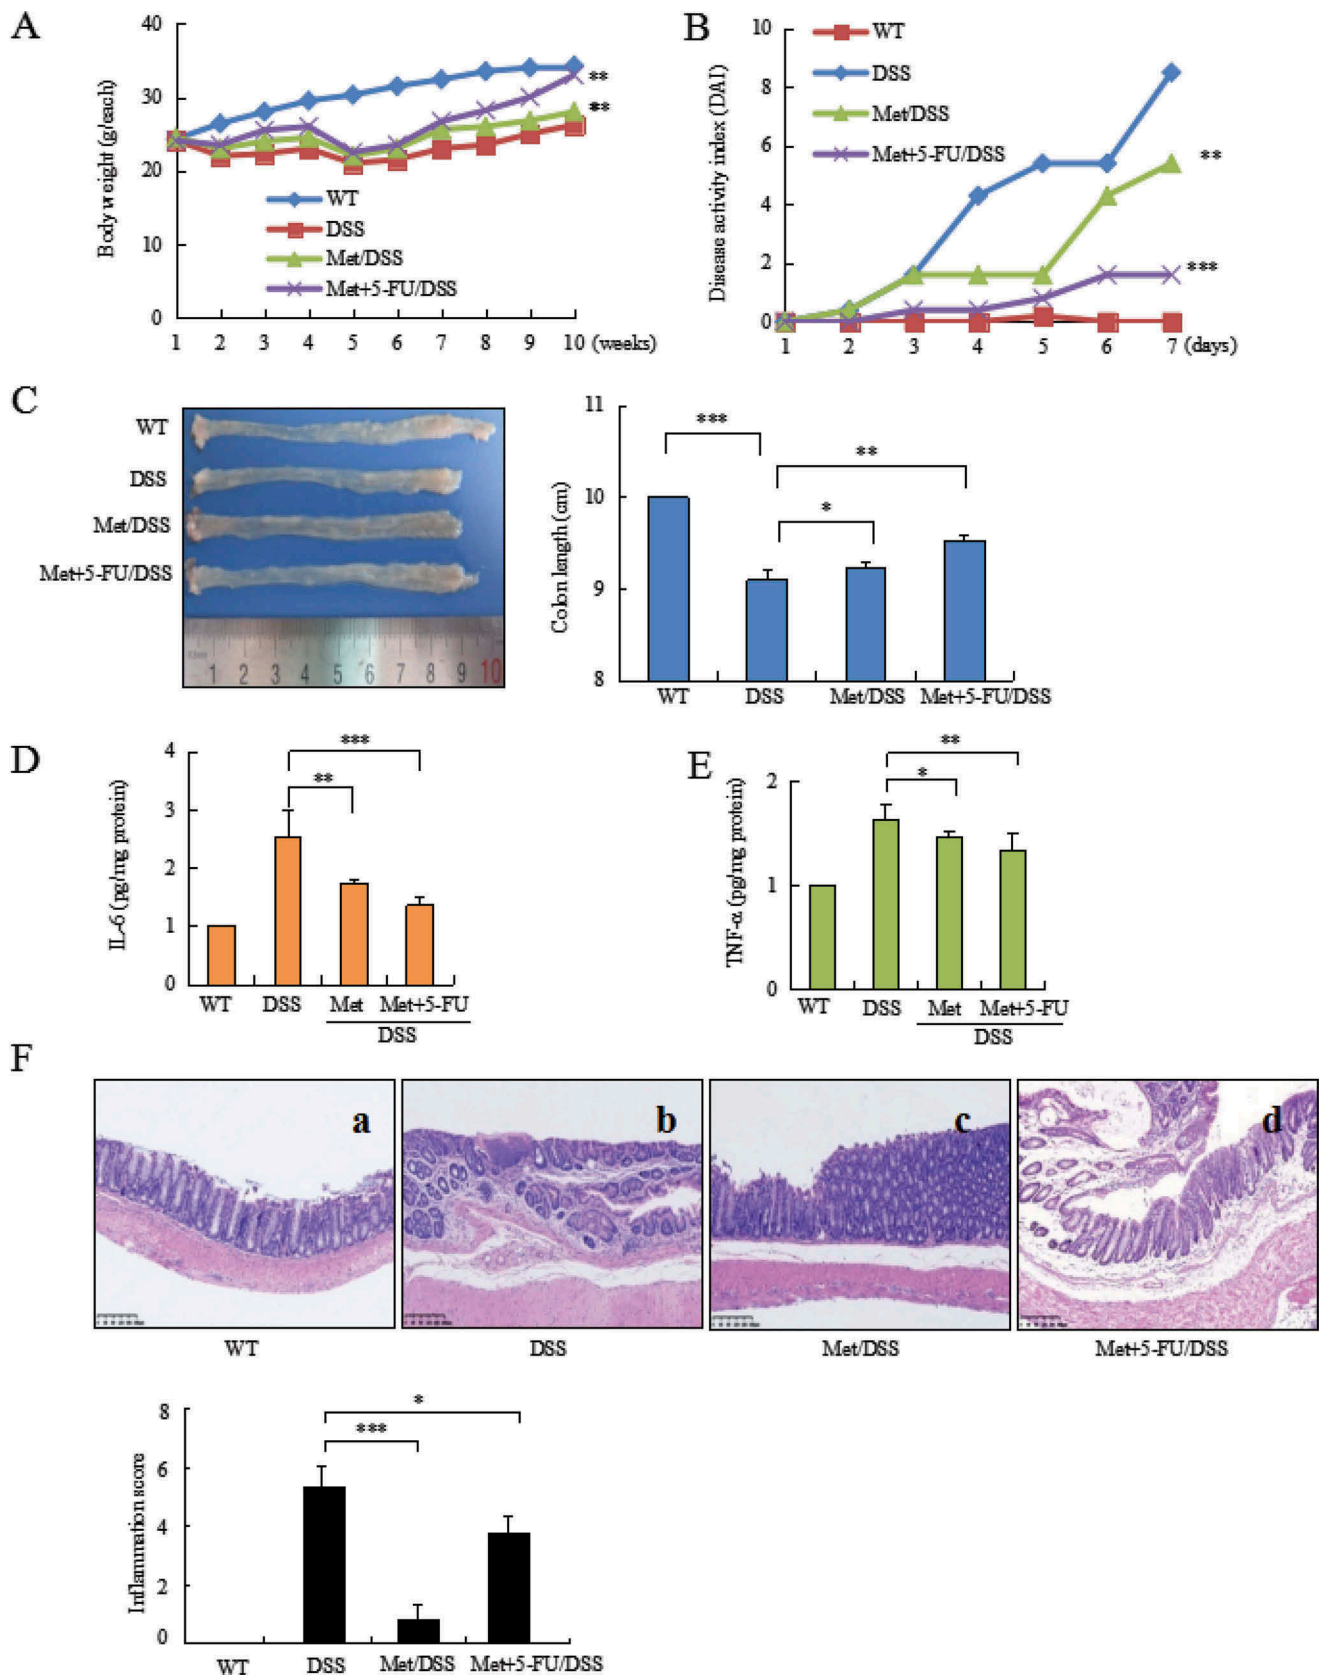 A
Body weight (g/each)
40
30
20
10
0
WT
DSS
Met/DSS
Met+5-FU/DSS
**
**
1 2 3 4 5 6 7 8 9 10 (weeks)
B
Disease activity index (DAI)
10
8
6
4
2
0
WT
DSS
Met/DSS
Met+5-FU/DSS
**
***
1 2 3 4 5 6 7 (days)
C
WT
DSS
Met/DSS
Met+5-FU/DSS
1 2 3 4 5 6 7 8 9 10
Colon length (cm)
11
10
9
8
***
**
*
WT DSS Met/DSS Met+5-FU/DSS
D
IL-6 (pg/mg protein)
4
3
2
1
0
***
**
WT DSS Met Met+5-FU
DSS
E
TNF-α (pg/mg protein)
2
1
0
**
*
WT DSS Met Met+5-FU
DSS
F
a b c d
WT DSS Met/DSS Met+5-FU/DSS
Inflammation score
8
6
4
2
0
*
***
WT DSS Met/DSS Met+5-FU/DSS